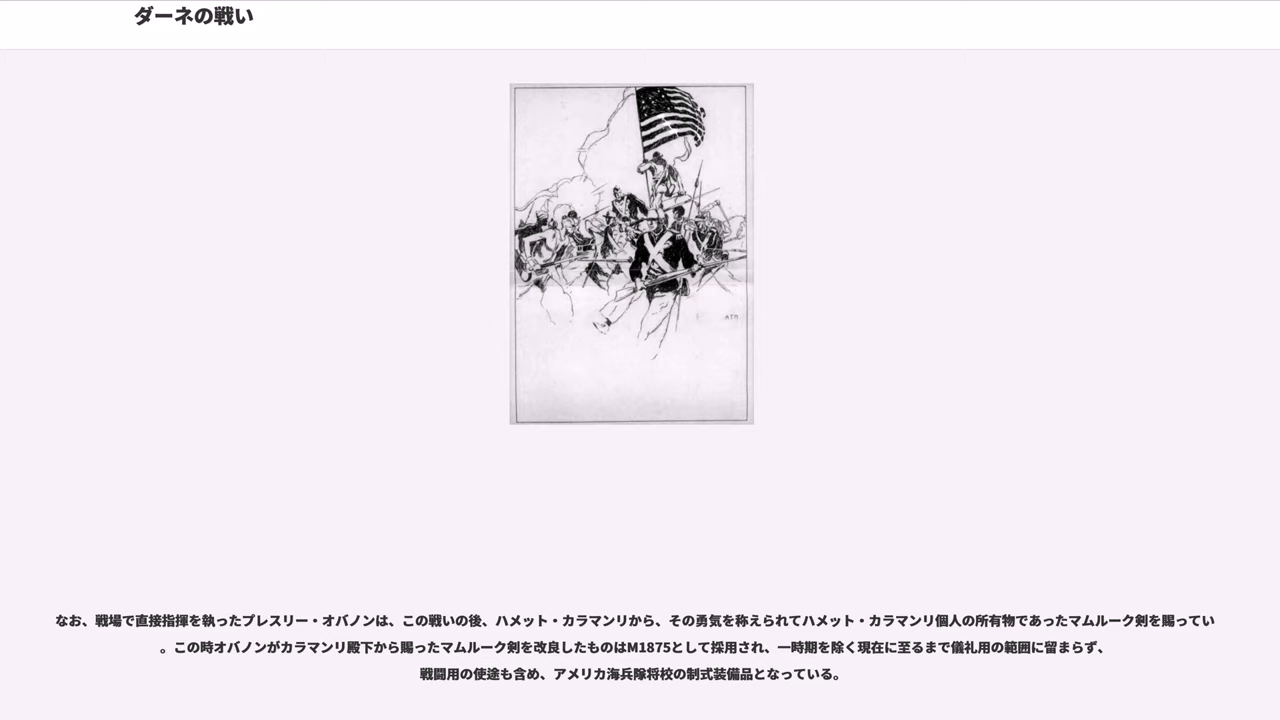 ダーネの戦い
なお、戦場で直接指揮を執ったプレスリー・オバノンは、この戦いの後、ハメット・カラマンリから、その勇気を称えられてハメット・カラマンリ個人の所有物であったマムルーク剣を賜ってい
。この時オバノンがカラマンリ殿下から賜ったマムルーク剣を改良したものはM1875として採用され、一時期を除く現在に至るまで儀礼用の範囲に留まらず、
戦闘用の使途も含め、アメリカ海兵隊将校の制式装備品となっている。